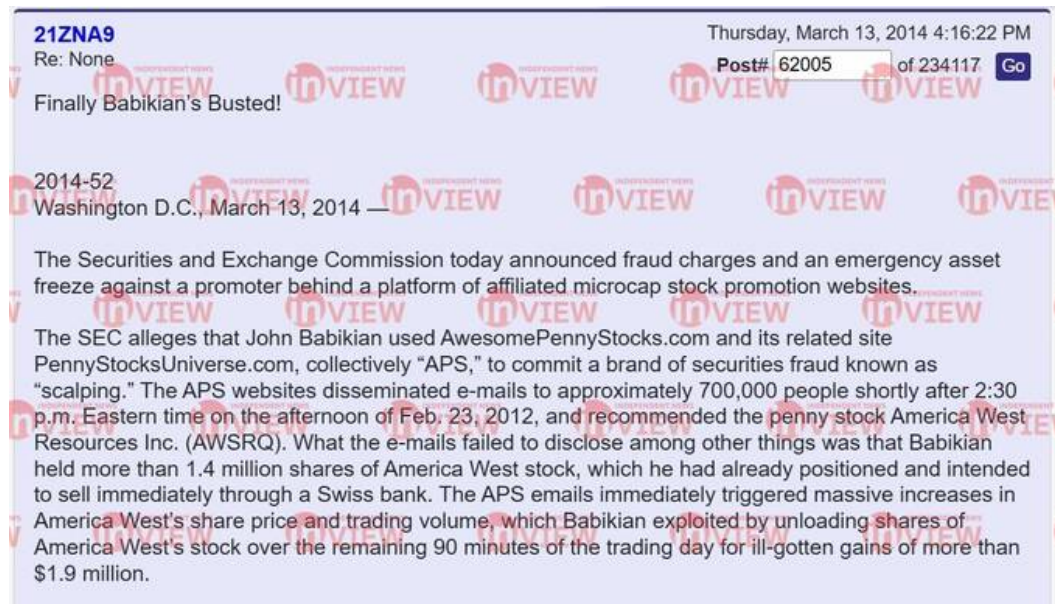 21ZNA9
Thursday, March 13, 2014 4:16:22 PM
Re: None
Post# 62005 of 234117 Go
Finally Babikian's Busted!
2014-52
Washington D.C., March 13, 2014 —
The Securities and Exchange Commission today announced fraud charges and an emergency asset
freeze against a promoter behind a platform of affiliated microcap stock promotion websites.
The SEC alleges that John Babikian used AwesomePennyStocks.com and its related site
PennyStocksUniverse.com, collectively “APS,” to commit a brand of securities fraud known as
“scalping.” The APS websites disseminated e-mails to approximately 700,000 people shortly after 2:30
p.m. Eastern time on the afternoon of Feb. 23, 2012, and recommended the penny stock America West
Resources Inc. (AWSRQ). What the e-mails failed to disclose among other things was that Babikian
held more than 1.4 million shares of America West stock, which he had already positioned and intended
to sell immediately through a Swiss bank. The APS emails immediately triggered massive increases in
America West's share price and trading volume, which Babikian exploited by unloading shares of
America West's stock over the remaining 90 minutes of the trading day for ill-gotten gains of more than
$1.9 million.
INDEPENDENT NEWS
inVIEW